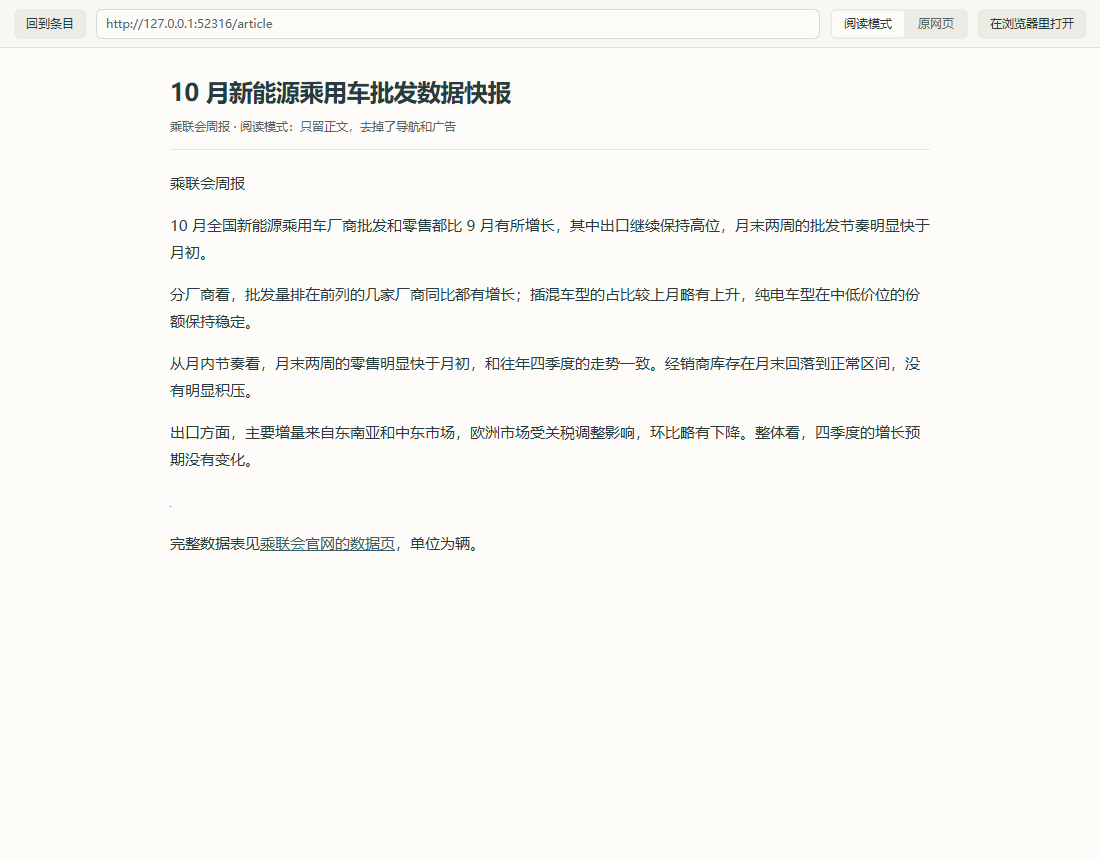 回到条目
http://127.0.0.1:52316/article
阅读模式
原网页
在浏览器里打开
10 月新能源乘用车批发数据快报
乘联会周报 · 阅读模式：只留正文，去掉了导航和广告
乘联会周报
10 月全国新能源乘用车厂商批发和零售都比 9 月有所增长，其中出口继续保持高位，月末两周的批发节奏明显快于
月初。
分厂商看，批发量排在前列的几家厂商同比都有增长；插混车型的占比较上月略有上升，纯电车型在中低价位的份
额保持稳定。
从月内节奏看，月末两周的零售明显快于月初，和往年四季度的走势一致。经销商库存在月末回落到正常区间，没
有明显积压。
出口方面，主要增量来自东南亚和中东市场，欧洲市场受关税调整影响，环比略有下降。整体看，四季度的增长预
期没有变化。
完整数据表见乘联会官网的数据页，单位为辆。